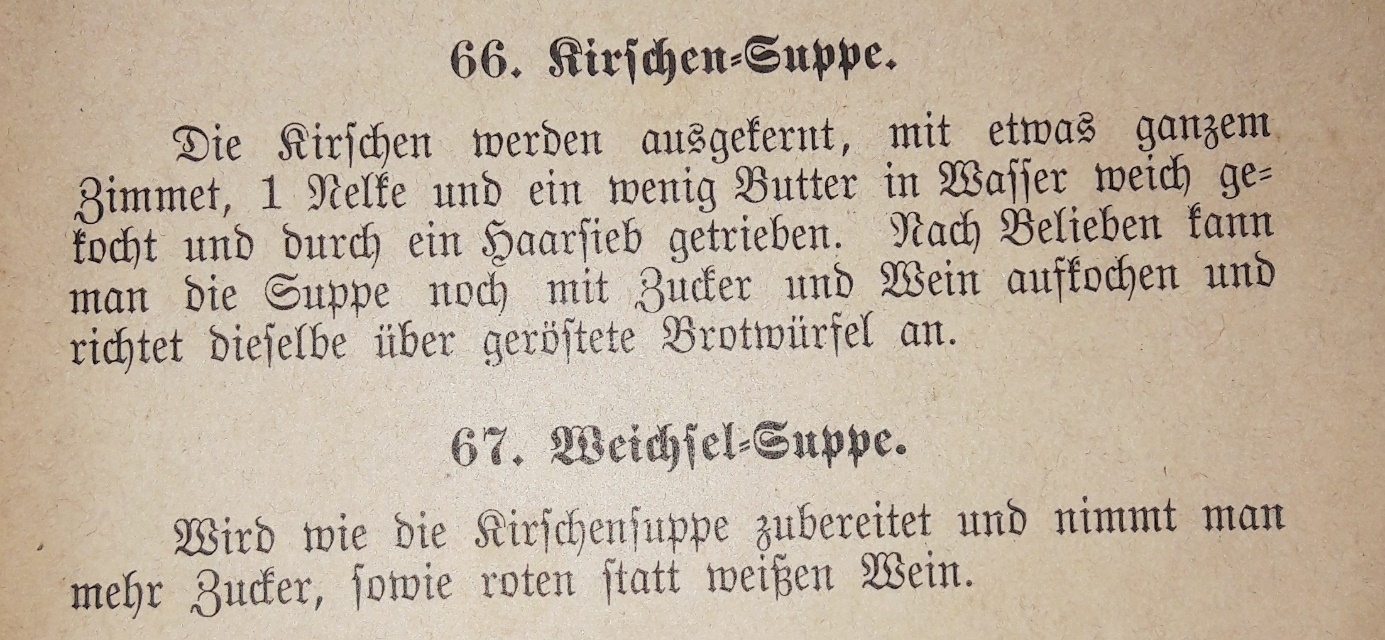 66. Kirſchen-Suppe.
Die Kirſchen werden ausgekernt, mit etwas ganzem
Zimmet, 1 Nelke und ein wenig Butter in Waſſer weich ge-
kocht und durch ein Haarſieb getrieben. Nach Belieben kann
man die Suppe noch mit Zucker und Wein aufkochen und
richtet dieſelbe über geröſtete Brotwürfel an.
67. Weichſel-Suppe.
Wird wie die Kirſchenſuppe zubereitet und nimmt man
mehr Zucker, ſowie roten ſtatt weißen Wein.